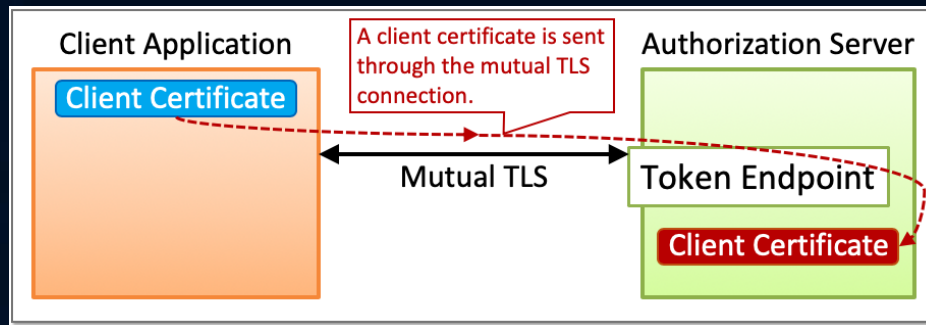 Client Application
A client certificate is sent
through the mutual TLS
connection.
Authorization Server
Client Certificate
Mutual TLS
Token Endpoint
Client Certificate